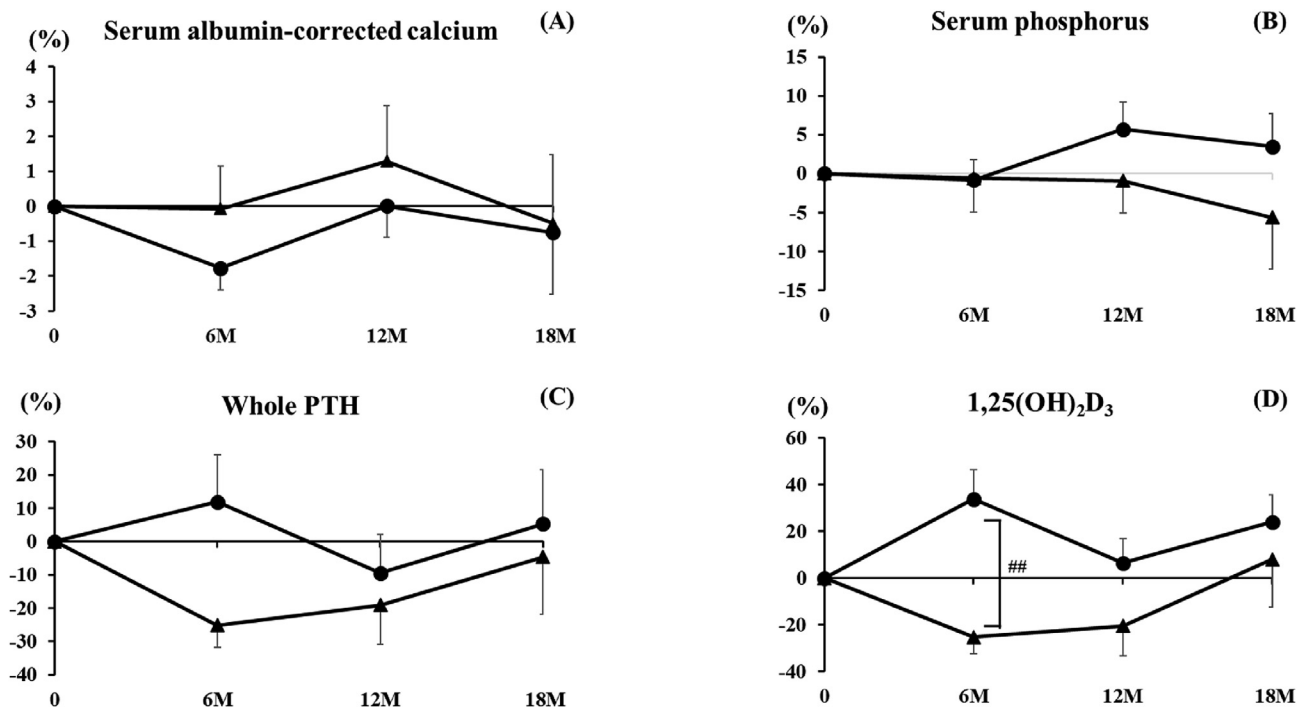 (%)
Serum albumin-corrected calcium
(A)
4
3
2
1
0
-1
-2
-3
0
6M
12M
18M
(%)
Serum phosphorus
(B)
15
10
5
0
-5
-10
-15
0
6M
12M
18M
(%)
Whole PTH
(C)
30
20
10
0
-10
-20
-30
-40
0
6M
12M
18M
(%)
1,25(OH)₂D₃
(D)
60
40
20
0
-20
-40
##
0
6M
12M
18M